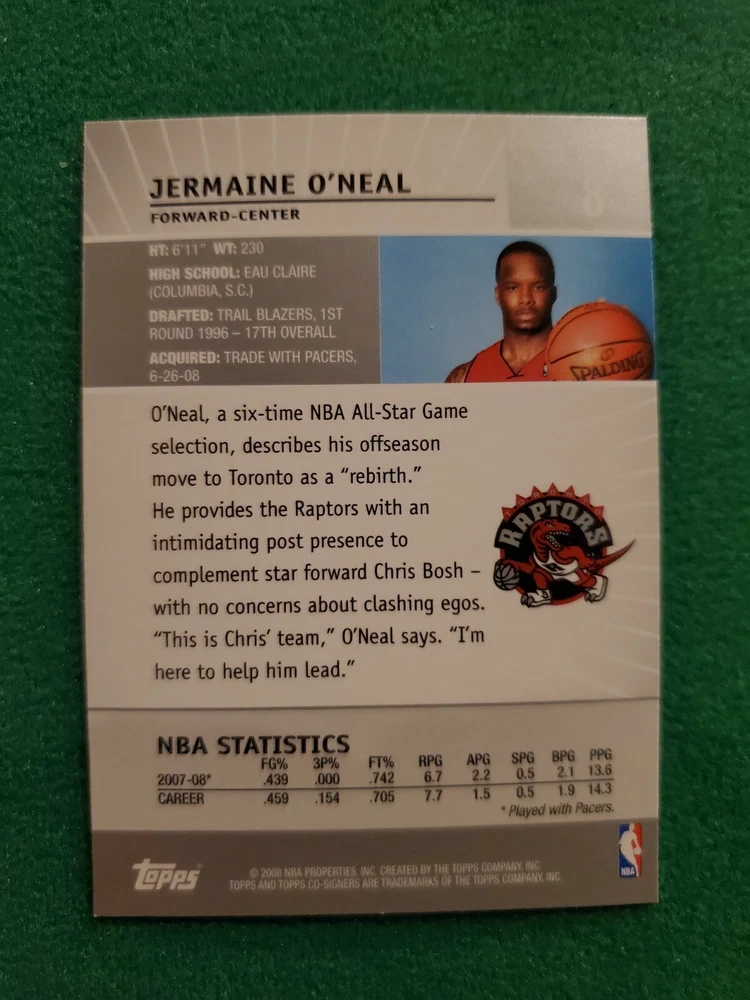 JERMAINE O'NEAL
8
FORWARD-CENTER
HT: 6'11" WT: 230
HIGH SCHOOL: EAU CLAIRE
(COLUMBIA, S.C.)
DRAFTED: TRAIL BLAZERS, 1ST
ROUND 1996 – 17TH OVERALL
ACQUIRED: TRADE WITH PACERS,
6-26-08
SPALDING
O'Neal, a six-time NBA All-Star Game
selection, describes his offseason
move to Toronto as a “rebirth.”
He provides the Raptors with an
intimidating post presence to
complement star forward Chris Bosh –
with no concerns about clashing egos.
“This is Chris’ team,” O'Neal says. “I'm
here to help him lead.”
RAPTORS
NBA STATISTICS
FG% 3P% FT% RPG APG SPG BPG PPG
2007-08* .439 .000 .742 6.7 2.2 0.5 2.1 13.6
CAREER .459 .154 .705 7.7 1.5 0.5 1.9 14.3
* Played with Pacers.
topps
© 2008 NBA PROPERTIES, INC. CREATED BY THE TOPPS COMPANY, INC.
TOPPS AND TOPPS CO-SIGNERS ARE TRADEMARKS OF THE TOPPS COMPANY, INC.
NBA